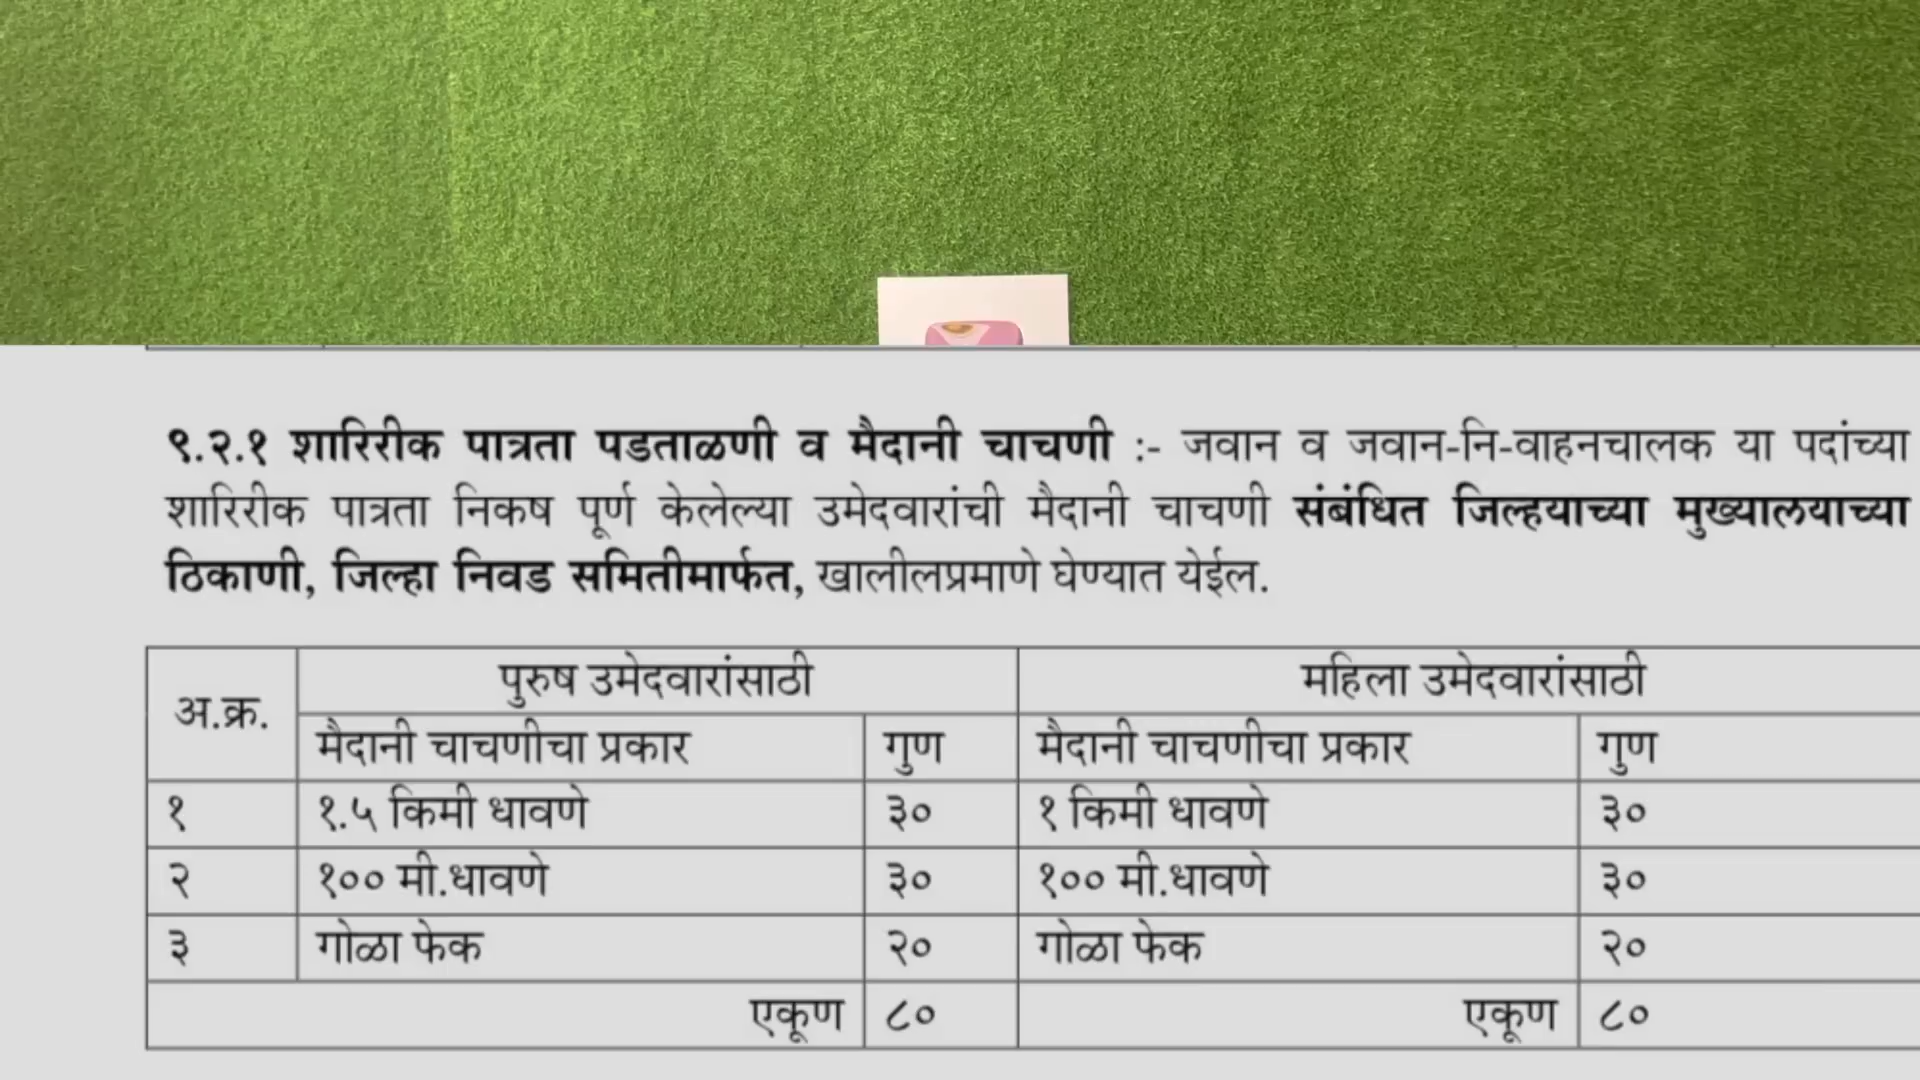 ९.२.१ शारिरीक पात्रता पडताळणी व मैदानी चाचणी :- जवान व जवान-नि-वाहनचालक या पदांच्या
शारिरीक पात्रता निकष पूर्ण केलेल्या उमेदवारांची मैदानी चाचणी संबंधित जिल्हयाच्या मुख्यालयाच्या
ठिकाणी, जिल्हा निवड समितीमार्फत, खालीलप्रमाणे घेण्यात येईल.
अ.क्र. पुरुष उमेदवारांसाठी महिला उमेदवारांसाठी
मैदानी चाचणीचा प्रकार गुण मैदानी चाचणीचा प्रकार गुण
१ १.५ किमी धावणे ३० १ किमी धावणे ३०
२ १०० मी.धावणे ३० १०० मी.धावणे ३०
३ गोळा फेक २० गोळा फेक २०
एकूण ८० एकूण ८०